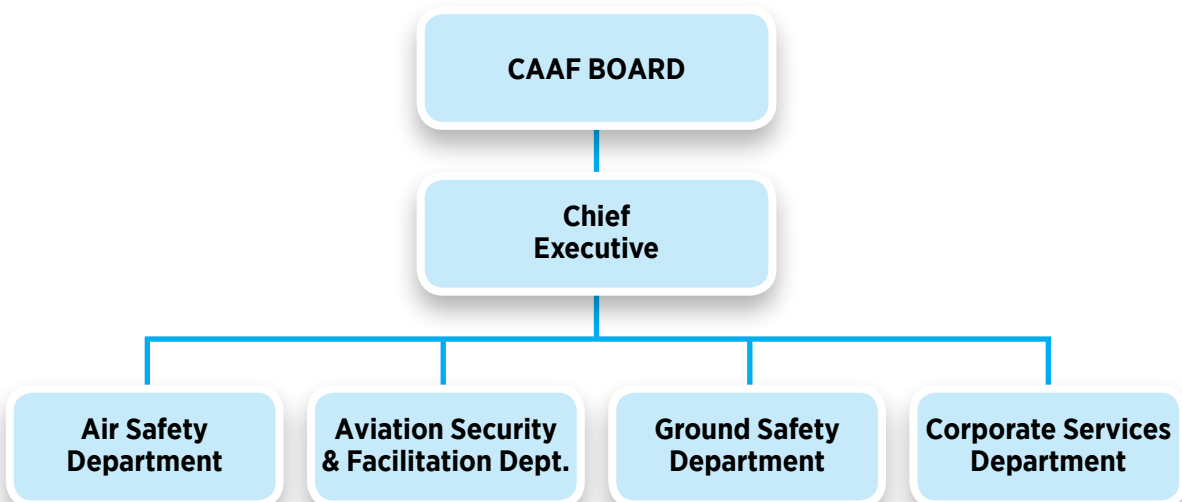 CAAF BOARD
Chief
Executive
Air Safety
Department
Aviation Security
& Facilitation Dept.
Ground Safety
Department
Corporate Services
Department